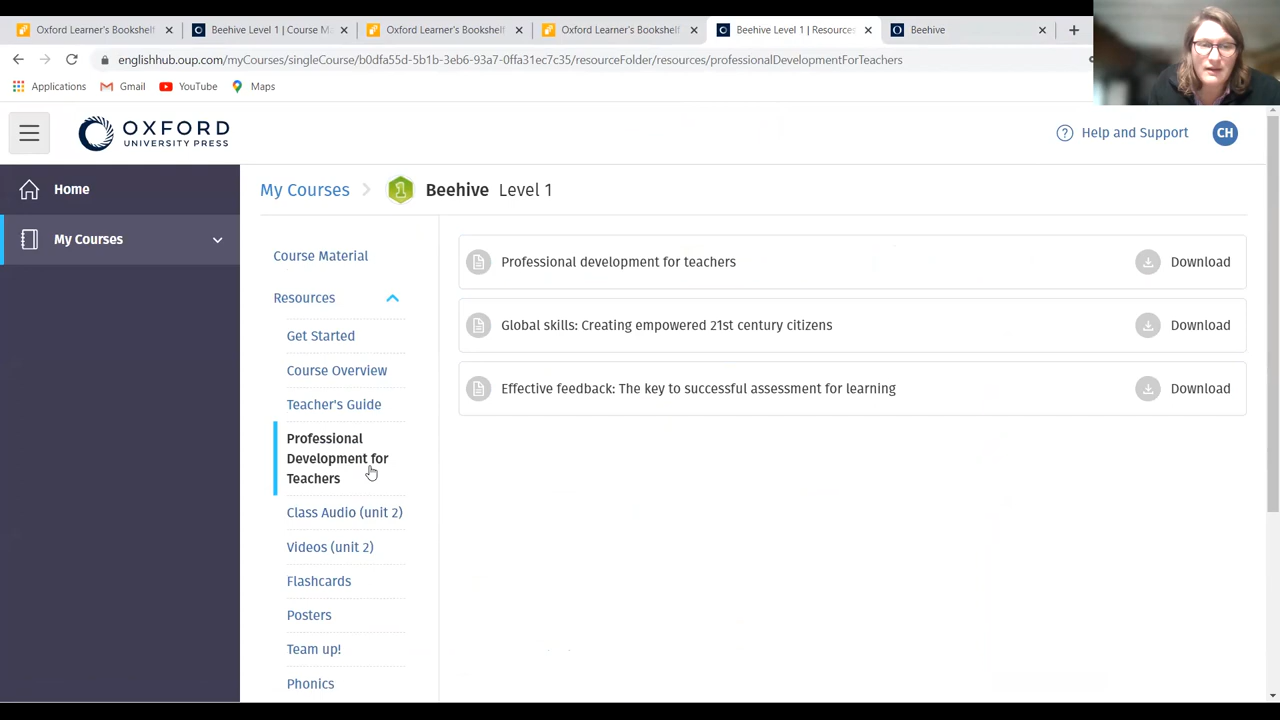 Oxford Learner's Bookshelf
Beehive Level 1 | Course M
Oxford Learner's Bookshelf
Oxford Learner's Bookshelf
Beehive Level 1 | Resources
Beehive
englishhub.oup.com/myCourses/singleCourse/b0dfa55d-5b1b-3eb6-93a7-0ffa31ec7c35/resourceFolder/resources/professionalDevelopmentForTeachers
Applications
Gmail
YouTube
Maps
OXFORD
UNIVERSITY PRESS
Help and Support
CH
Home
My Courses
My Courses
1
Beehive Level 1
Course Material
Resources
Get Started
Course Overview
Teacher's Guide
Professional
Development for
Teachers
Class Audio (unit 2)
Videos (unit 2)
Flashcards
Posters
Team up!
Phonics
Professional development for teachers
Download
Global skills: Creating empowered 21st century citizens
Download
Effective feedback: The key to successful assessment for learning
Download